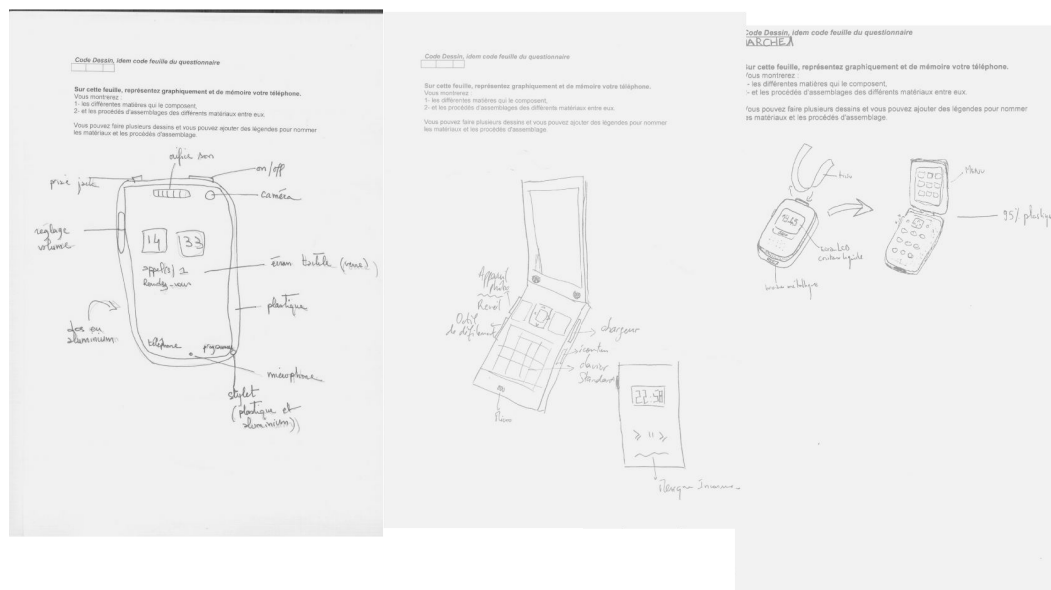 Code Dessin, idem code feuille du questionnaire
Sur cette feuille, représentez graphiquement et de mémoire votre téléphone.
Vous montrerez :
1- les différentes matières qui le composent,
2- et les procédés d'assemblages des différents matériaux entre eux.
Vous pouvez faire plusieurs dessins et vous pouvez ajouter des légendes pour nommer
les matériaux et les procédés d'assemblage.
prise jack
on/off
caméra
réglage
volume
14 33
appel(s) 1
Rendez-vous
écran tactile (verre)
plastique
dos en
aluminium
téléphone
microphone
stylet
(plastique et
aluminium)
Code Dessin, idem code feuille du questionnaire
Sur cette feuille, représentez graphiquement et de mémoire votre téléphone.
Vous montrerez :
1- les différentes matières qui le composent,
2- et les procédés d'assemblages des différents matériaux entre eux.
Vous pouvez faire plusieurs dessins et vous pouvez ajouter des légendes pour nommer
les matériaux et les procédés d'assemblage.
Appareil
photo
Outil
de défilement
chargeur
clavier
Standard
Micro
22:58
Code Dessin, idem code feuille du questionnaire
ARCHEA
Sur cette feuille, représentez graphiquement et de mémoire votre téléphone.
Vous montrerez :
- les différentes matières qui le composent,
- et les procédés d'assemblages des différents matériaux entre eux.
Vous pouvez faire plusieurs dessins et vous pouvez ajouter des légendes pour nommer
les matériaux et les procédés d'assemblage.
95% plastique